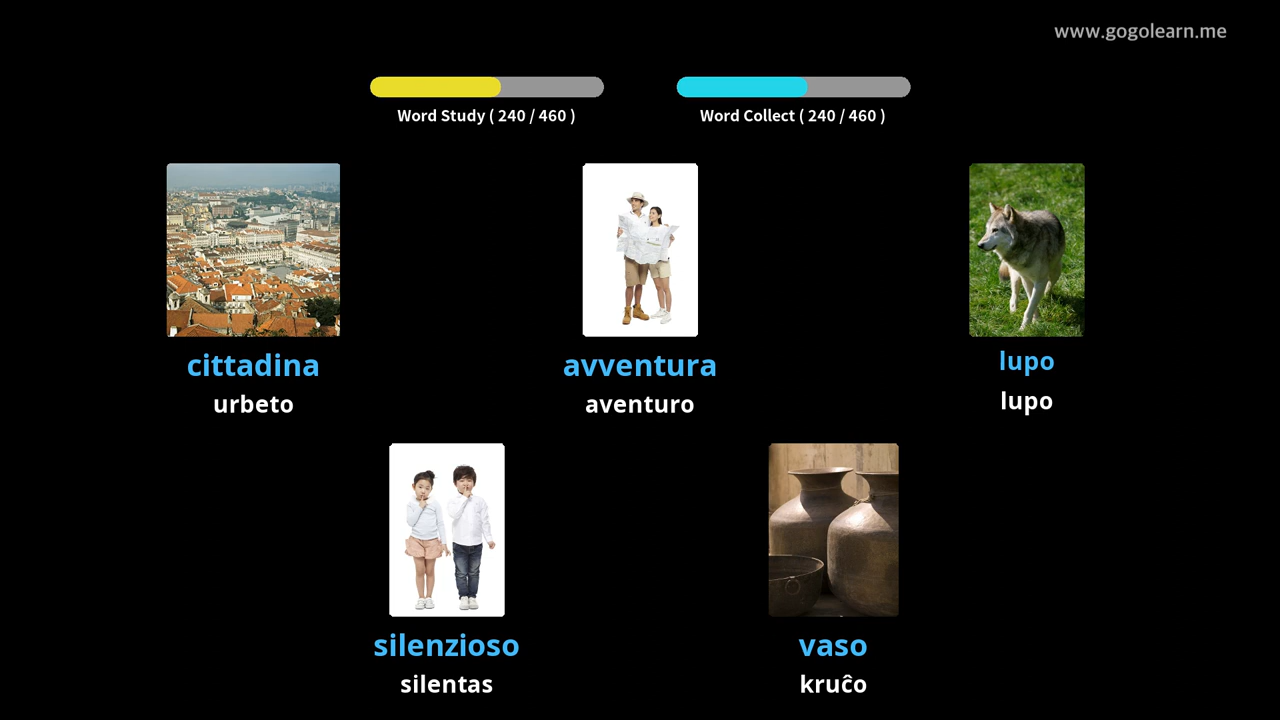 www.gogolearn.me
Word Study ( 240 / 460 )
Word Collect ( 240 / 460 )
cittadina
urbeto
avventura
aventuro
lupo
lupo
silenzioso
silentas
vaso
kruĉo